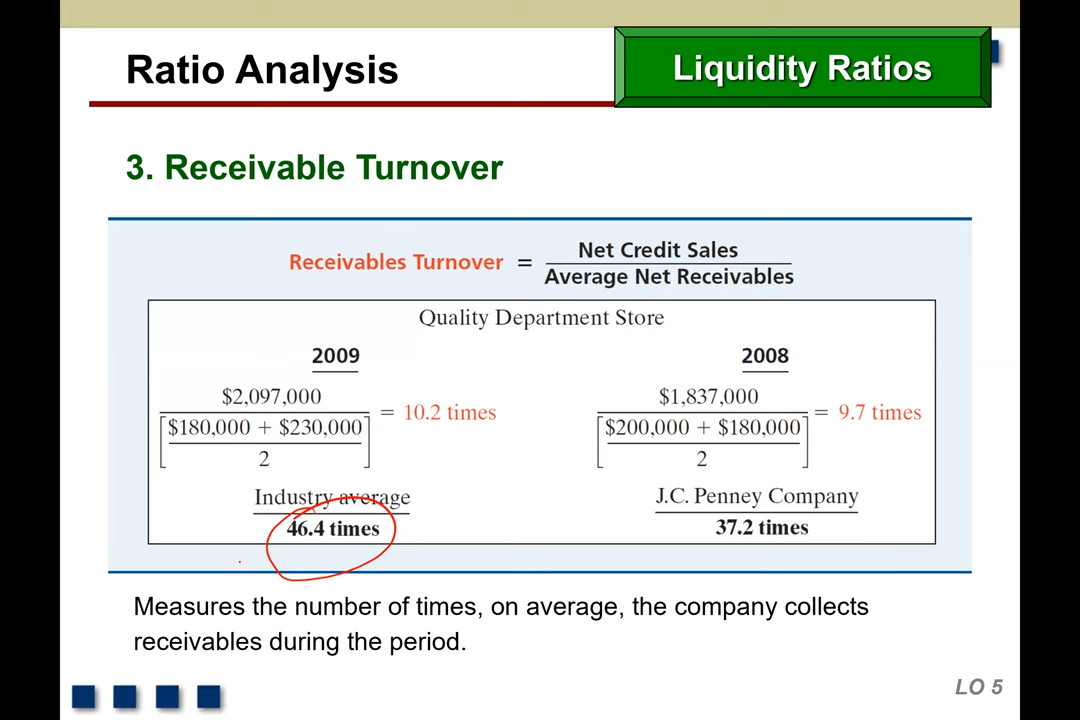 Ratio Analysis
Liquidity Ratios
3. Receivable Turnover
Receivables Turnover = Net Credit Sales
Average Net Receivables
Quality Department Store
2009
2008
$2,097,000
[$180,000 + $230,000] = 10.2 times
2
$1,837,000
[$200,000 + $180,000] = 9.7 times
2
Industry average
46.4 times
J.C. Penney Company
37.2 times
Measures the number of times, on average, the company collects
receivables during the period.
LO 5